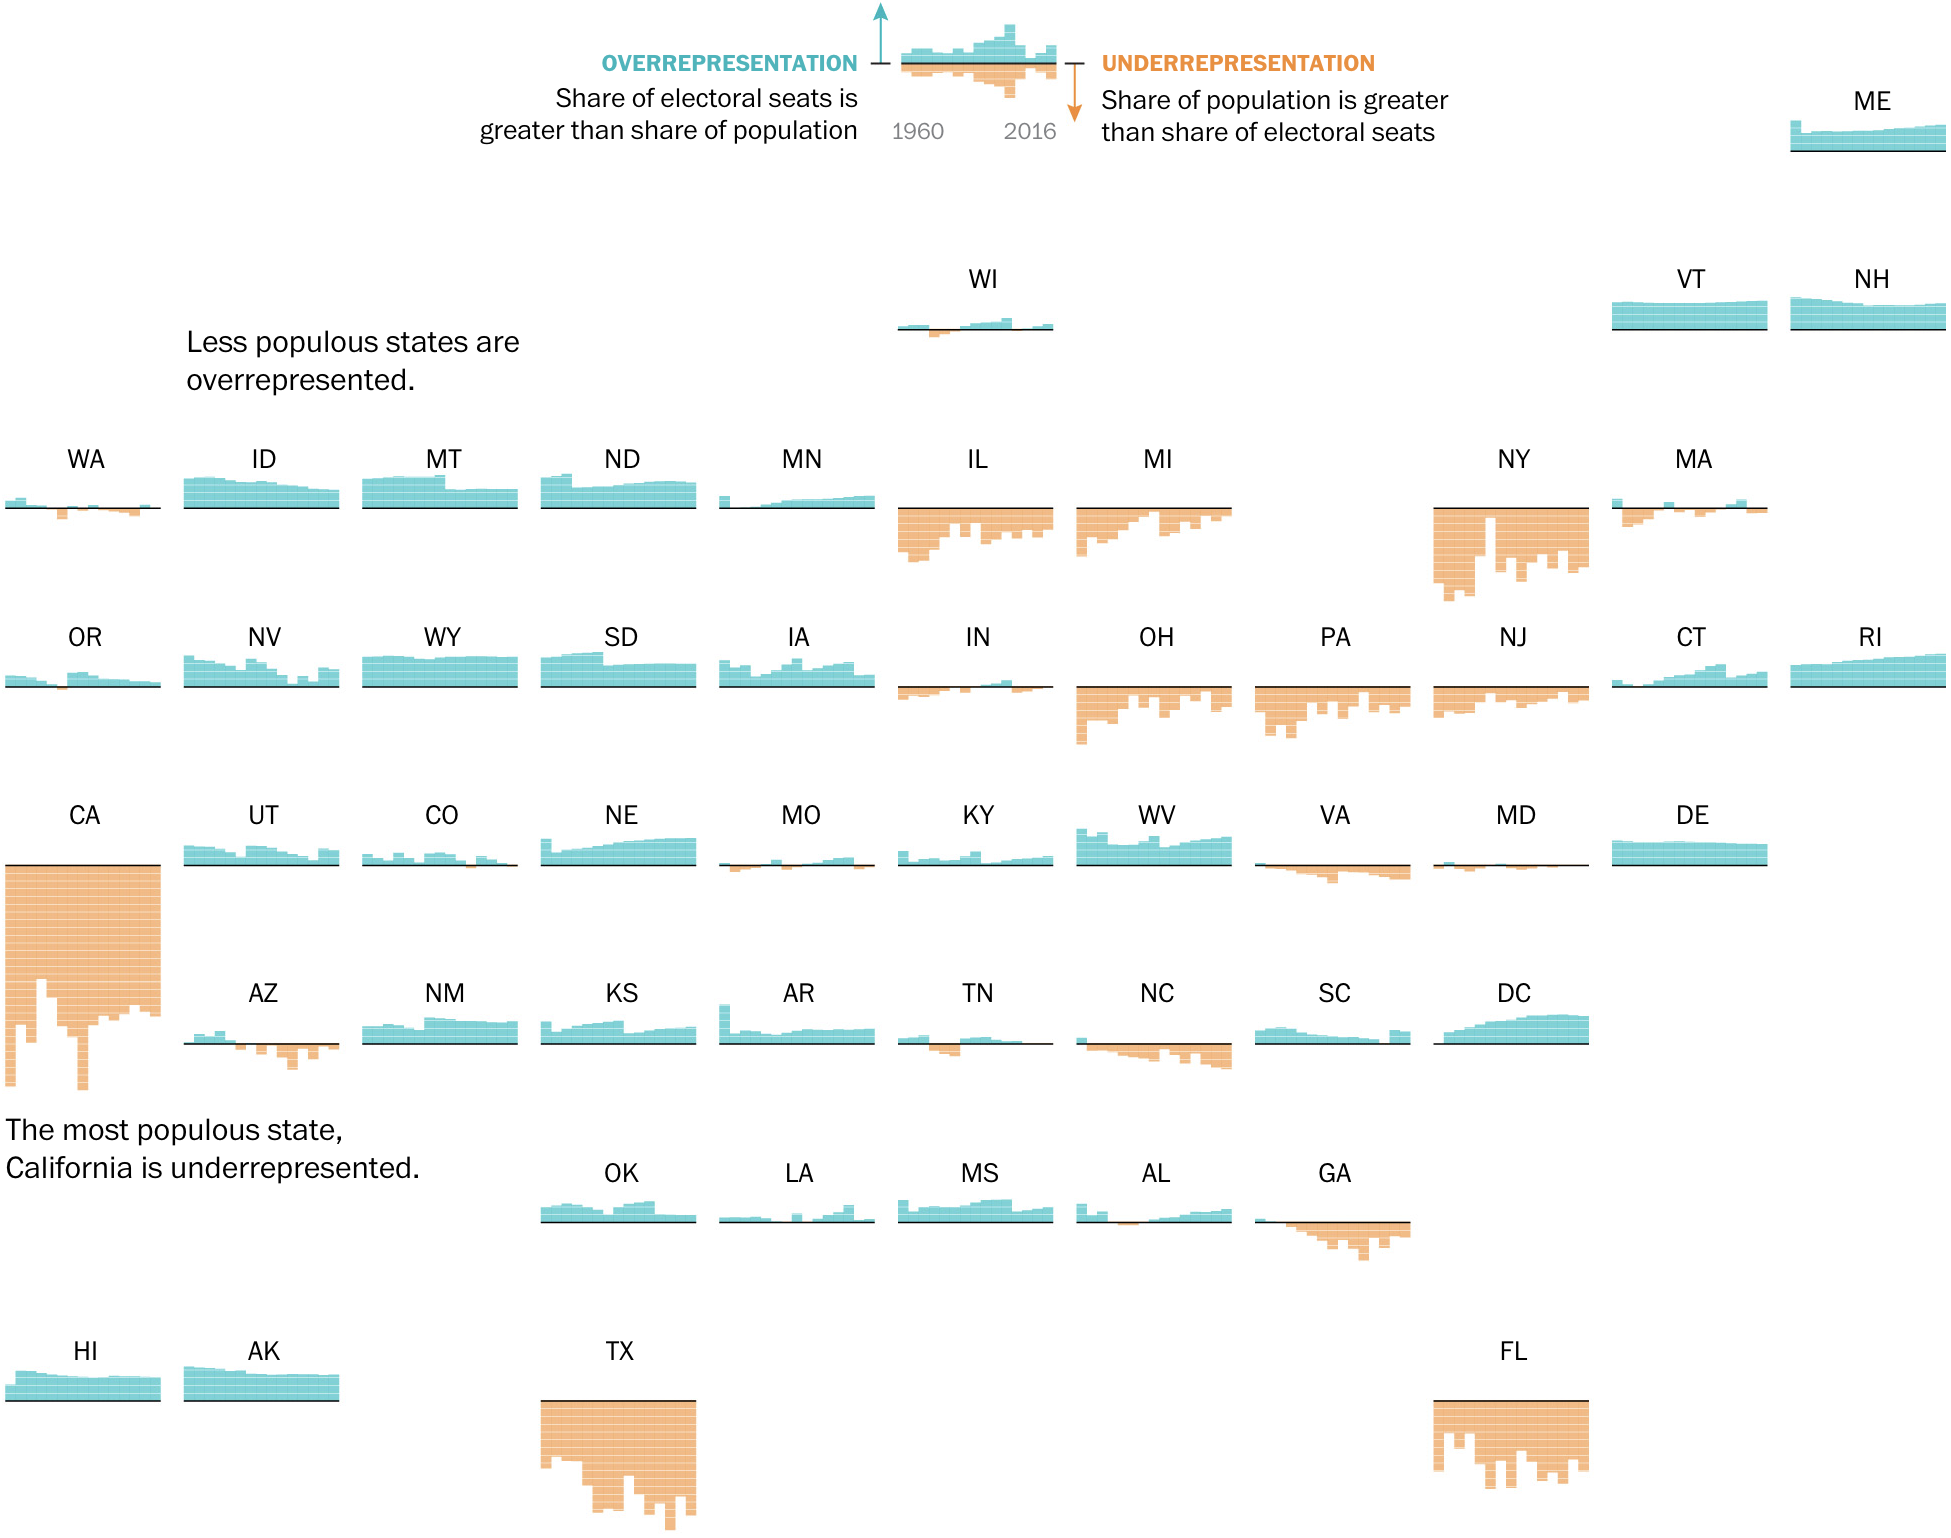 OVERREPRESENTATION
Share of electoral seats is
greater than share of population
1960 2016
UNDERREPRESENTATION
Share of population is greater
than share of electoral seats
ME
WI VT NH
Less populous states are
overrepresented.
WA ID MT ND MN IL MI NY MA
OR NV WY SD IA IN OH PA NJ CT RI
CA UT CO NE MO KY WV VA MD DE
AZ NM KS AR TN NC SC DC
The most populous state,
California is underrepresented.
OK LA MS AL GA
HI AK TX FL